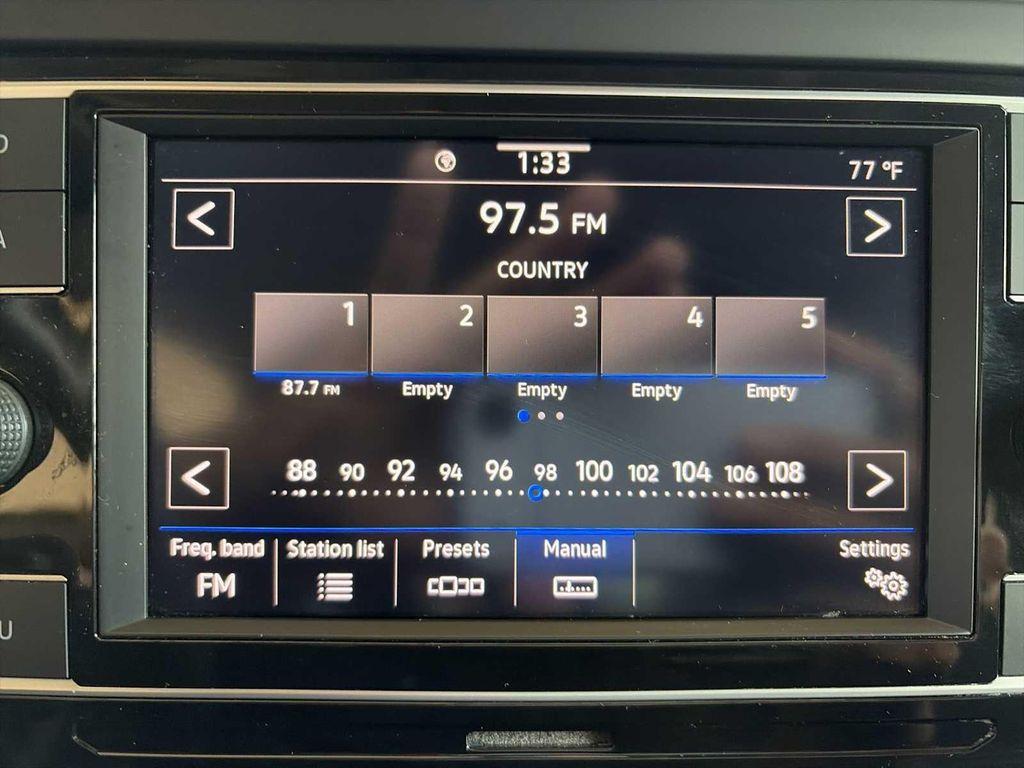 1:33
77 °F
97.5 FM
COUNTRY
1 2 3 4 5
87.7 FM Empty Empty Empty Empty
88 90 92 94 96 98 100 102 104 106 108
Freq. band Station list Presets Manual Settings
FM